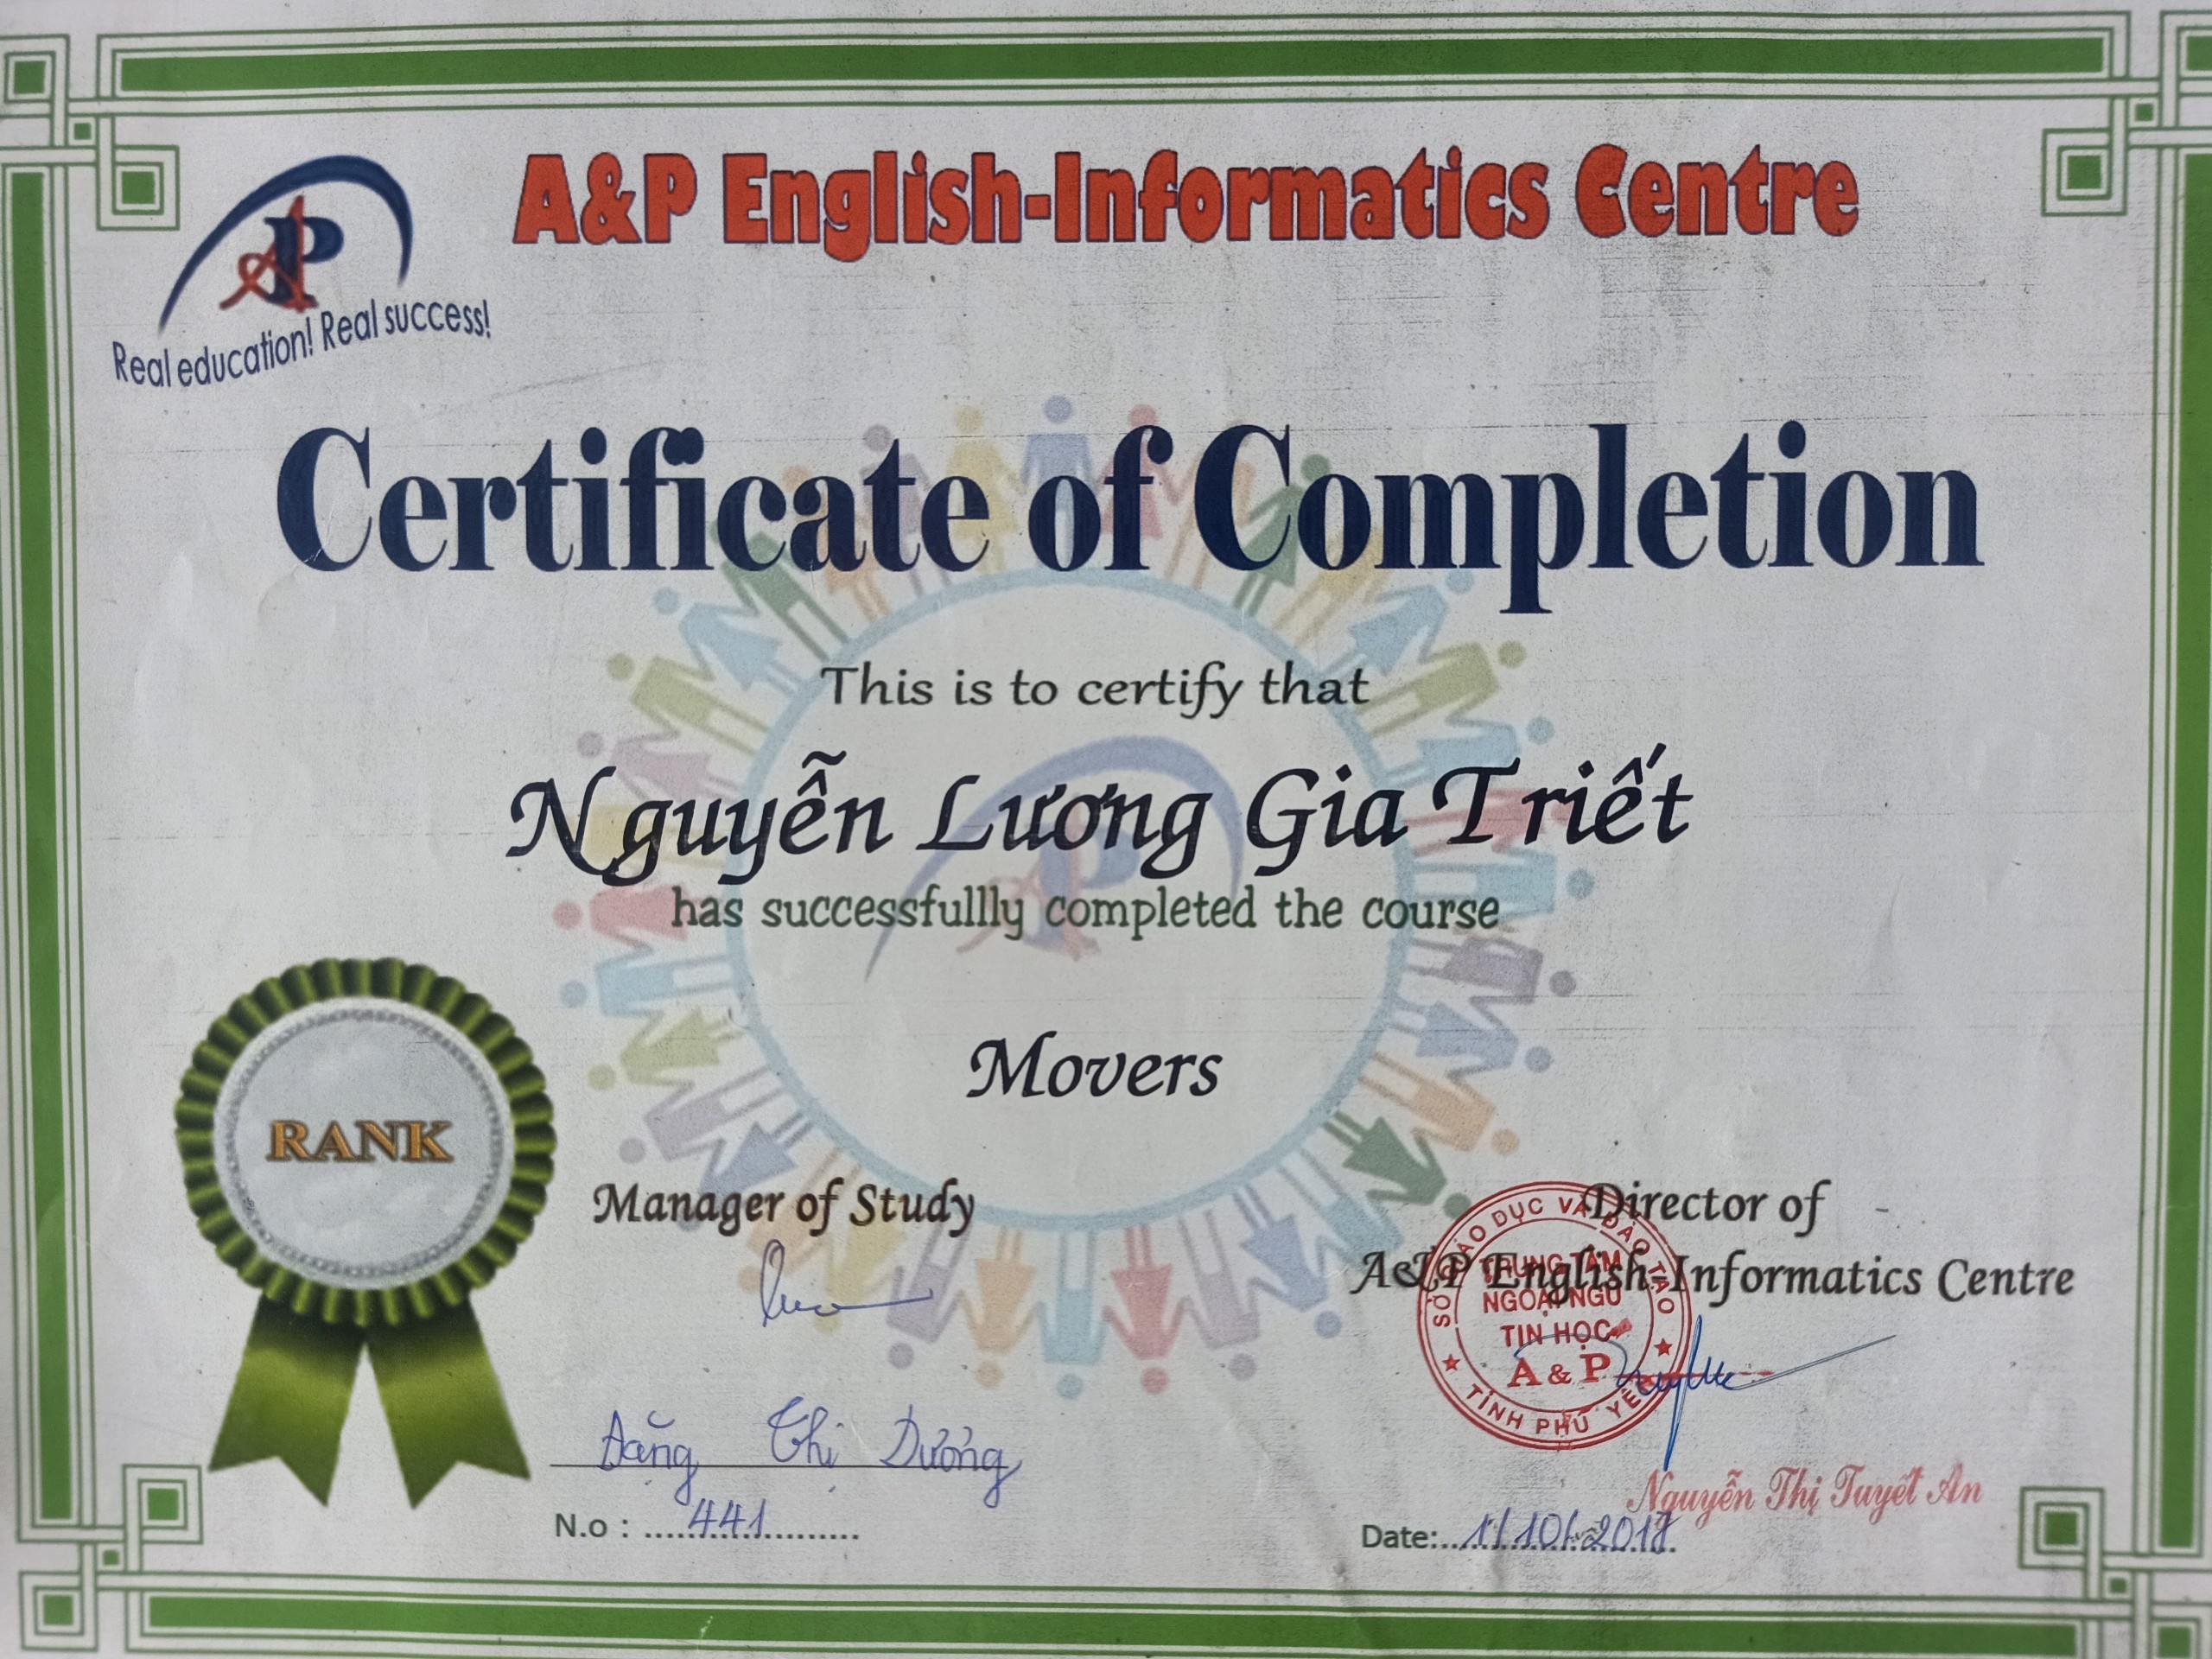 A&P English-Informatics Centre
AP
Real education! Real success!
Certificate of Completion
This is to certify that
Nguyễn Lương Gia Triết
has successfullly completed the course
Movers
RANK
Manager of Study
Director of
A&P English-Informatics Centre
SỞ GIÁO DỤC VÀ ĐÀO TẠO
TRUNG TÂM
NGOẠI NGỮ
TIN HỌC
A & P
TỈNH PHÚ YÊN
Đặng Thị Dưỡng
Nguyễn Thị Tuyết An
N.o : 441
Date: 1/10/